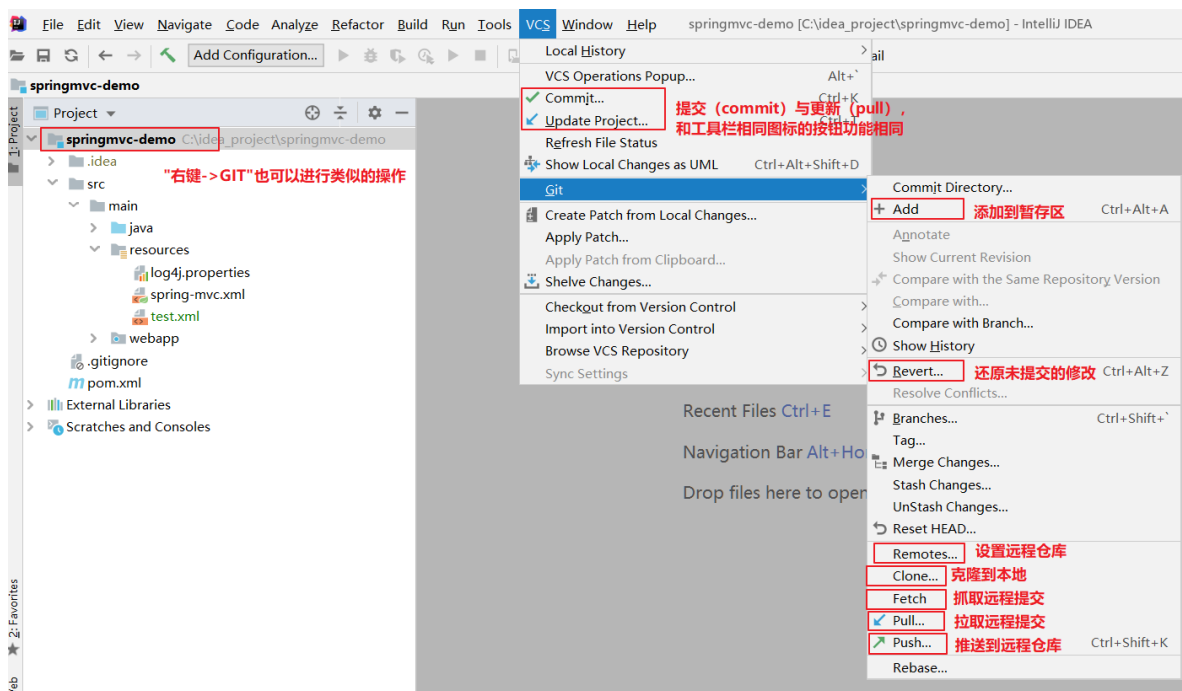 File Edit View Navigate Code Analyze Refactor Build Run Tools VCS Window Help springmvc-demo [C:\idea_project\springmvc-demo] - IntelliJ IDEA
Add Configuration...
ail
springmvc-demo
1: Project
Project
springmvc-demo C:\idea_project\springmvc-demo
.idea
"右键->GIT"也可以进行类似的操作
src
main
java
resources
log4j.properties
spring-mvc.xml
test.xml
webapp
.gitignore
pom.xml
External Libraries
Scratches and Consoles
2: Favorites
Local History
VCS Operations Popup... Alt+`
Commit... Ctrl+K
Update Project... Ctrl+T
提交（commit）与更新（pull），
和工具栏相同图标的按钮功能相同
Refresh File Status
Show Local Changes as UML Ctrl+Alt+Shift+D
Git
Create Patch from Local Changes...
Apply Patch...
Apply Patch from Clipboard...
Shelve Changes...
Checkout from Version Control
Import into Version Control
Browse VCS Repository
Sync Settings
Recent Files Ctrl+E
Navigation Bar Alt+Ho
Drop files here to open
Commit Directory...
Add 添加到暂存区 Ctrl+Alt+A
Annotate
Show Current Revision
Compare with the Same Repository Version
Compare with...
Compare with Branch...
Show History
Revert... 还原未提交的修改 Ctrl+Alt+Z
Resolve Conflicts...
Branches... Ctrl+Shift+`
Tag...
Merge Changes...
Stash Changes...
UnStash Changes...
Reset HEAD...
Remotes... 设置远程仓库
Clone... 克隆到本地
Fetch 抓取远程提交
Pull... 拉取远程提交
Push... 推送到远程仓库 Ctrl+Shift+K
Rebase...